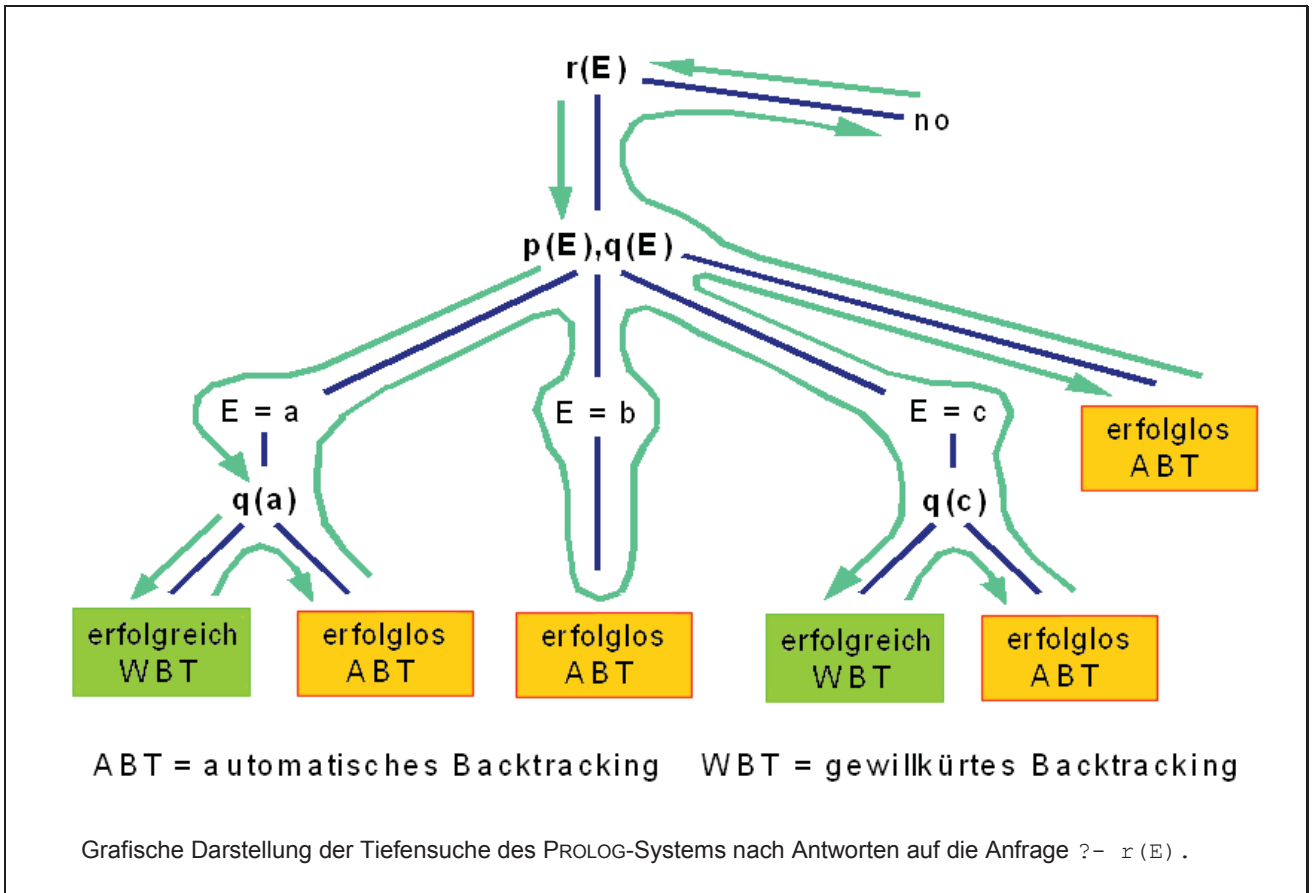 r(E)
no
p(E),q(E)
E = a
E = b
E = c
erfolglos
ABT
q(a)
q(c)
erfolgreich
WBT
erfolglos
ABT
erfolglos
ABT
erfolgreich
WBT
erfolglos
ABT
ABT = automatisches Backtracking WBT = gewillkürtes Backtracking
Grafische Darstellung der Tiefensuche des PROLOG-Systems nach Antworten auf die Anfrage ?- r(E).